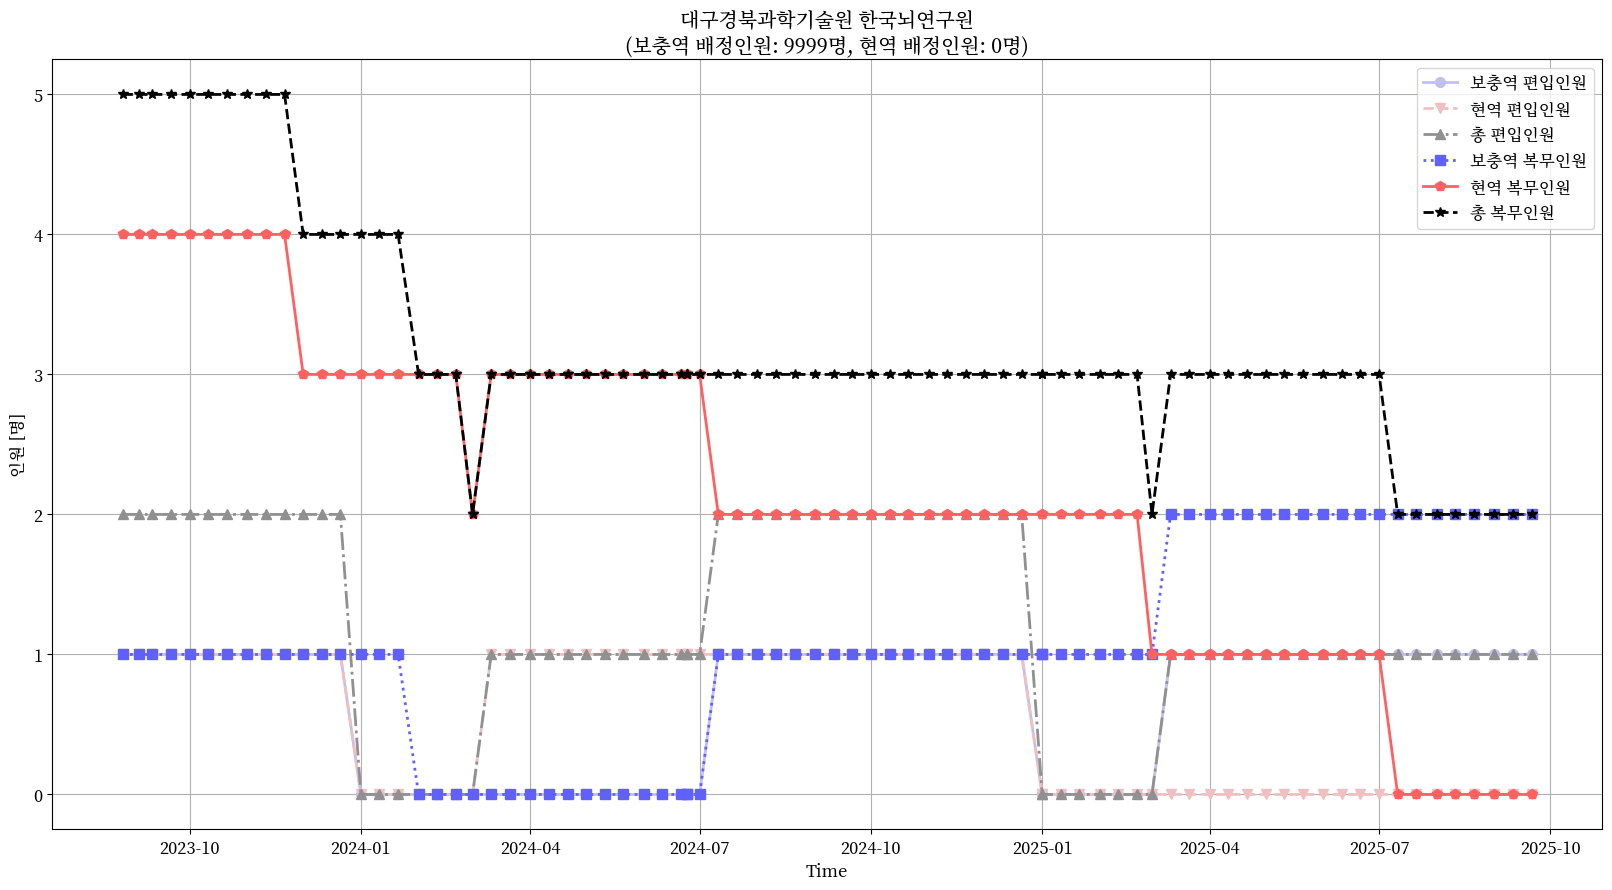 대구경북과학기술원 한국뇌연구원
(보충역 배정인원: 9999명, 현역 배정인원: 0명)
보충역 편입인원
현역 편입인원
총 편입인원
보충역 복무인원
현역 복무인원
총 복무인원
인원 [명]
5
4
3
2
1
0
2023-10
2024-01
2024-04
2024-07
2024-10
2025-01
2025-04
2025-07
2025-10
Time